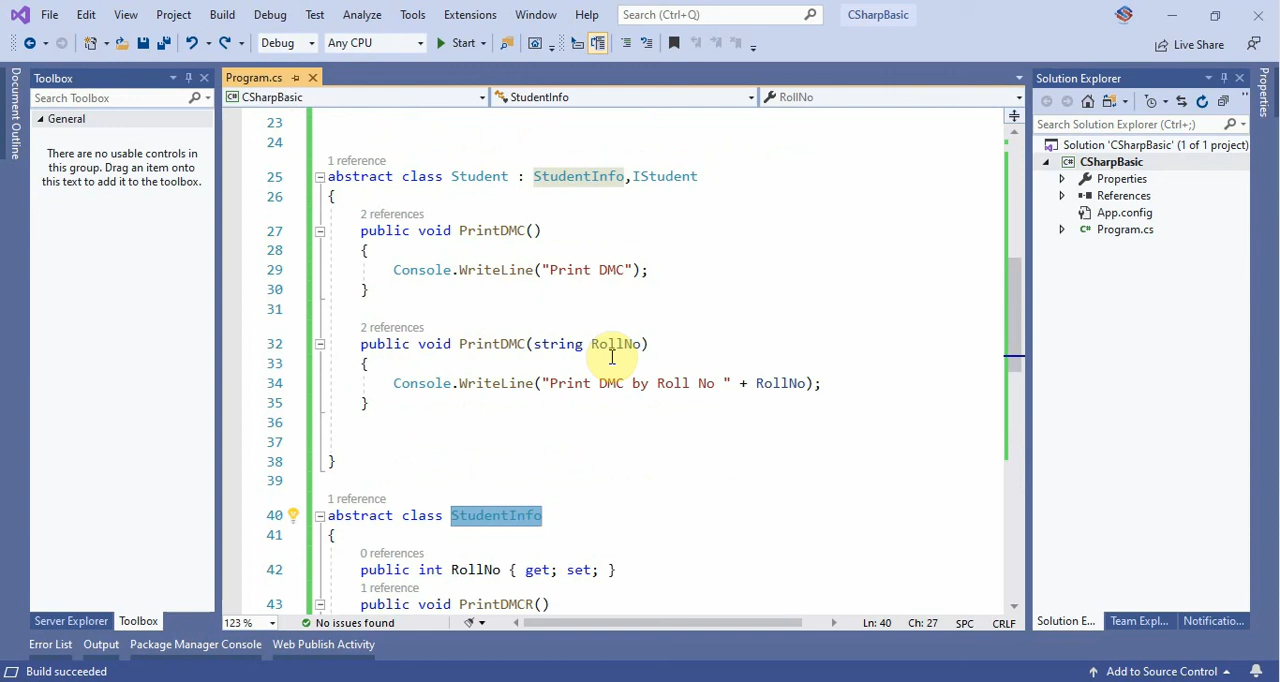 File Edit View Project Build Debug Test Analyze Tools Extensions Window Help Search (Ctrl+Q) CSharpBasic
Debug Any CPU Start Live Share
Document Outline
Toolbox
Search Toolbox
General
There are no usable controls in
this group. Drag an item onto
this text to add it to the toolbox.
Server Explorer Toolbox
Program.cs
CSharpBasic StudentInfo RollNo
23
24
1 reference
25 abstract class Student : StudentInfo,IStudent
26 {
2 references
27 public void PrintDMC()
28 {
29 Console.WriteLine("Print DMC");
30 }
31
2 references
32 public void PrintDMC(string RollNo)
33 {
34 Console.WriteLine("Print DMC by Roll No " + RollNo);
35 }
36
37
38 }
39
1 reference
40 abstract class StudentInfo
41 {
0 references
42 public int RollNo { get; set; }
1 reference
43 public void PrintDMCR()
123 % No issues found Ln: 40 Ch: 27 SPC CRLF
Solution Explorer
Search Solution Explorer (Ctrl+;)
Solution 'CSharpBasic' (1 of 1 project)
CSharpBasic
Properties
References
App.config
Program.cs
Solution E... Team Expl... Notificatio...
Properties
Error List Output Package Manager Console Web Publish Activity
Build succeeded Add to Source Control